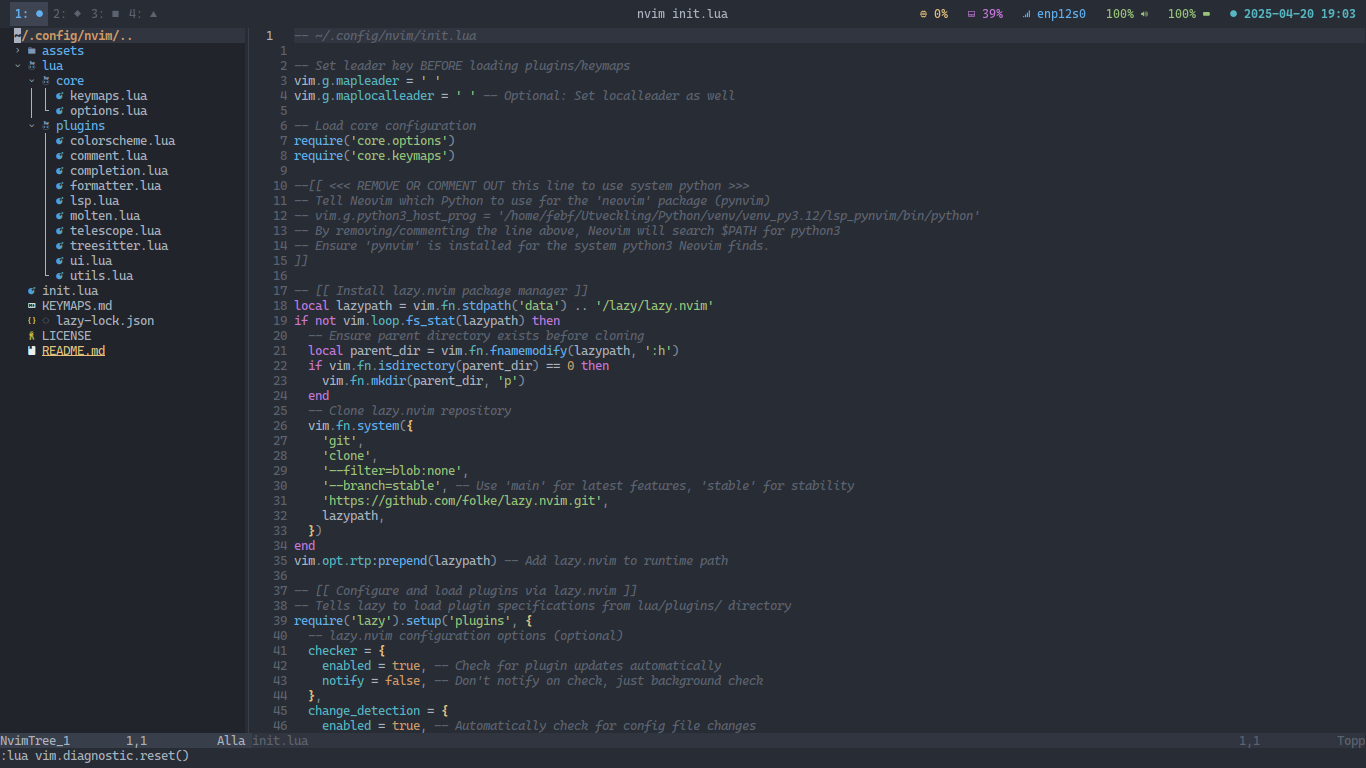 1: ● 2: ◆ 3: ■ 4: ▲ nvim init.lua 0% 39% enp12s0 100% 100% ● 2025-04-20 19:03
~/.config/nvim/..
assets
lua
core
keymaps.lua
options.lua
plugins
colorscheme.lua
comment.lua
completion.lua
formatter.lua
lsp.lua
molten.lua
telescope.lua
treesitter.lua
ui.lua
utils.lua
init.lua
KEYMAPS.md
{} lazy-lock.json
LICENSE
README.md
1 -- ~/.config/nvim/init.lua
1
2 -- Set leader key BEFORE loading plugins/keymaps
3 vim.g.mapleader = ' '
4 vim.g.maplocalleader = ' ' -- Optional: Set localleader as well
5
6 -- Load core configuration
7 require('core.options')
8 require('core.keymaps')
9
10 --[[ <<< REMOVE OR COMMENT OUT this line to use system python >>>
11 -- Tell Neovim which Python to use for the 'neovim' package (pynvim)
12 -- vim.g.python3_host_prog = '/home/febf/Utveckling/Python/venv/venv_py3.12/lsp_pynvim/bin/python'
13 -- By removing/commenting the line above, Neovim will search $PATH for python3
14 -- Ensure 'pynvim' is installed for the system python3 Neovim finds.
15 ]]
16
17 -- [[ Install lazy.nvim package manager ]]
18 local lazypath = vim.fn.stdpath('data') .. '/lazy/lazy.nvim'
19 if not vim.loop.fs_stat(lazypath) then
20 -- Ensure parent directory exists before cloning
21 local parent_dir = vim.fn.fnamemodify(lazypath, ':h')
22 if vim.fn.isdirectory(parent_dir) == 0 then
23 vim.fn.mkdir(parent_dir, 'p')
24 end
25 -- Clone lazy.nvim repository
26 vim.fn.system({
27 'git',
28 'clone',
29 '--filter=blob:none',
30 '--branch=stable', -- Use 'main' for latest features, 'stable' for stability
31 'https://github.com/folke/lazy.nvim.git',
32 lazypath,
33 })
34 end
35 vim.opt.rtp:prepend(lazypath) -- Add lazy.nvim to runtime path
36
37 -- [[ Configure and load plugins via lazy.nvim ]]
38 -- Tells lazy to load plugin specifications from lua/plugins/ directory
39 require('lazy').setup('plugins', {
40 -- lazy.nvim configuration options (optional)
41 checker = {
42 enabled = true, -- Check for plugin updates automatically
43 notify = false, -- Don't notify on check, just background check
44 },
45 change_detection = {
46 enabled = true, -- Automatically check for config file changes
NvimTree_1 1,1 Alla init.lua 1,1 Topp
:lua vim.diagnostic.reset()